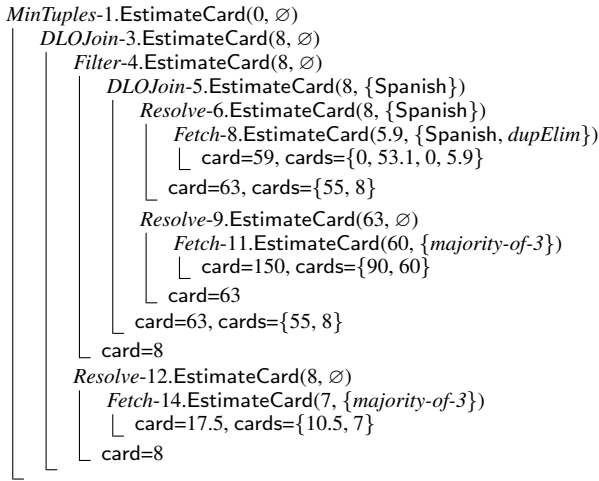 MinTuples-1.EstimateCard(0, ∅)
DLOJoin-3.EstimateCard(8, ∅)
Filter-4.EstimateCard(8, ∅)
DLOJoin-5.EstimateCard(8, {Spanish})
Resolve-6.EstimateCard(8, {Spanish})
Fetch-8.EstimateCard(5.9, {Spanish, dupElim})
card=59, cards={0, 53.1, 0, 5.9}
card=63, cards={55, 8}
Resolve-9.EstimateCard(63, ∅)
Fetch-11.EstimateCard(60, {majority-of-3})
card=150, cards={90, 60}
card=63
card=63, cards={55, 8}
card=8
Resolve-12.EstimateCard(8, ∅)
Fetch-14.EstimateCard(7, {majority-of-3})
card=17.5, cards={10.5, 7}
card=8